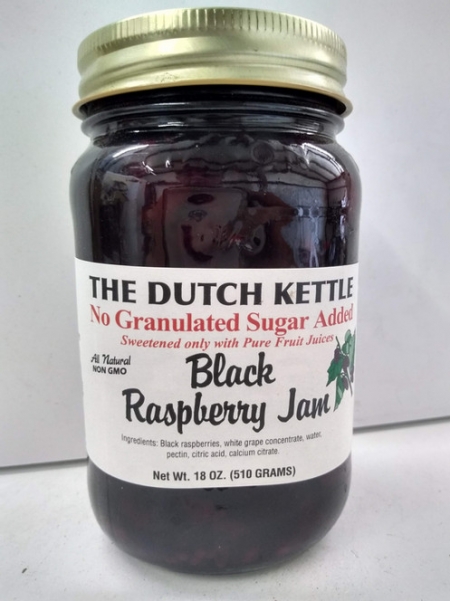 THE DUTCH KETTLE
No Granulated Sugar Added
Sweetened only with Pure Fruit Juices
All Natural
NON GMO
Black
Raspberry Jam
Ingredients: Black raspberries, white grape concentrate, water,
pectin, citric acid, calcium citrate.
Net Wt. 18 OZ. (510 GRAMS)